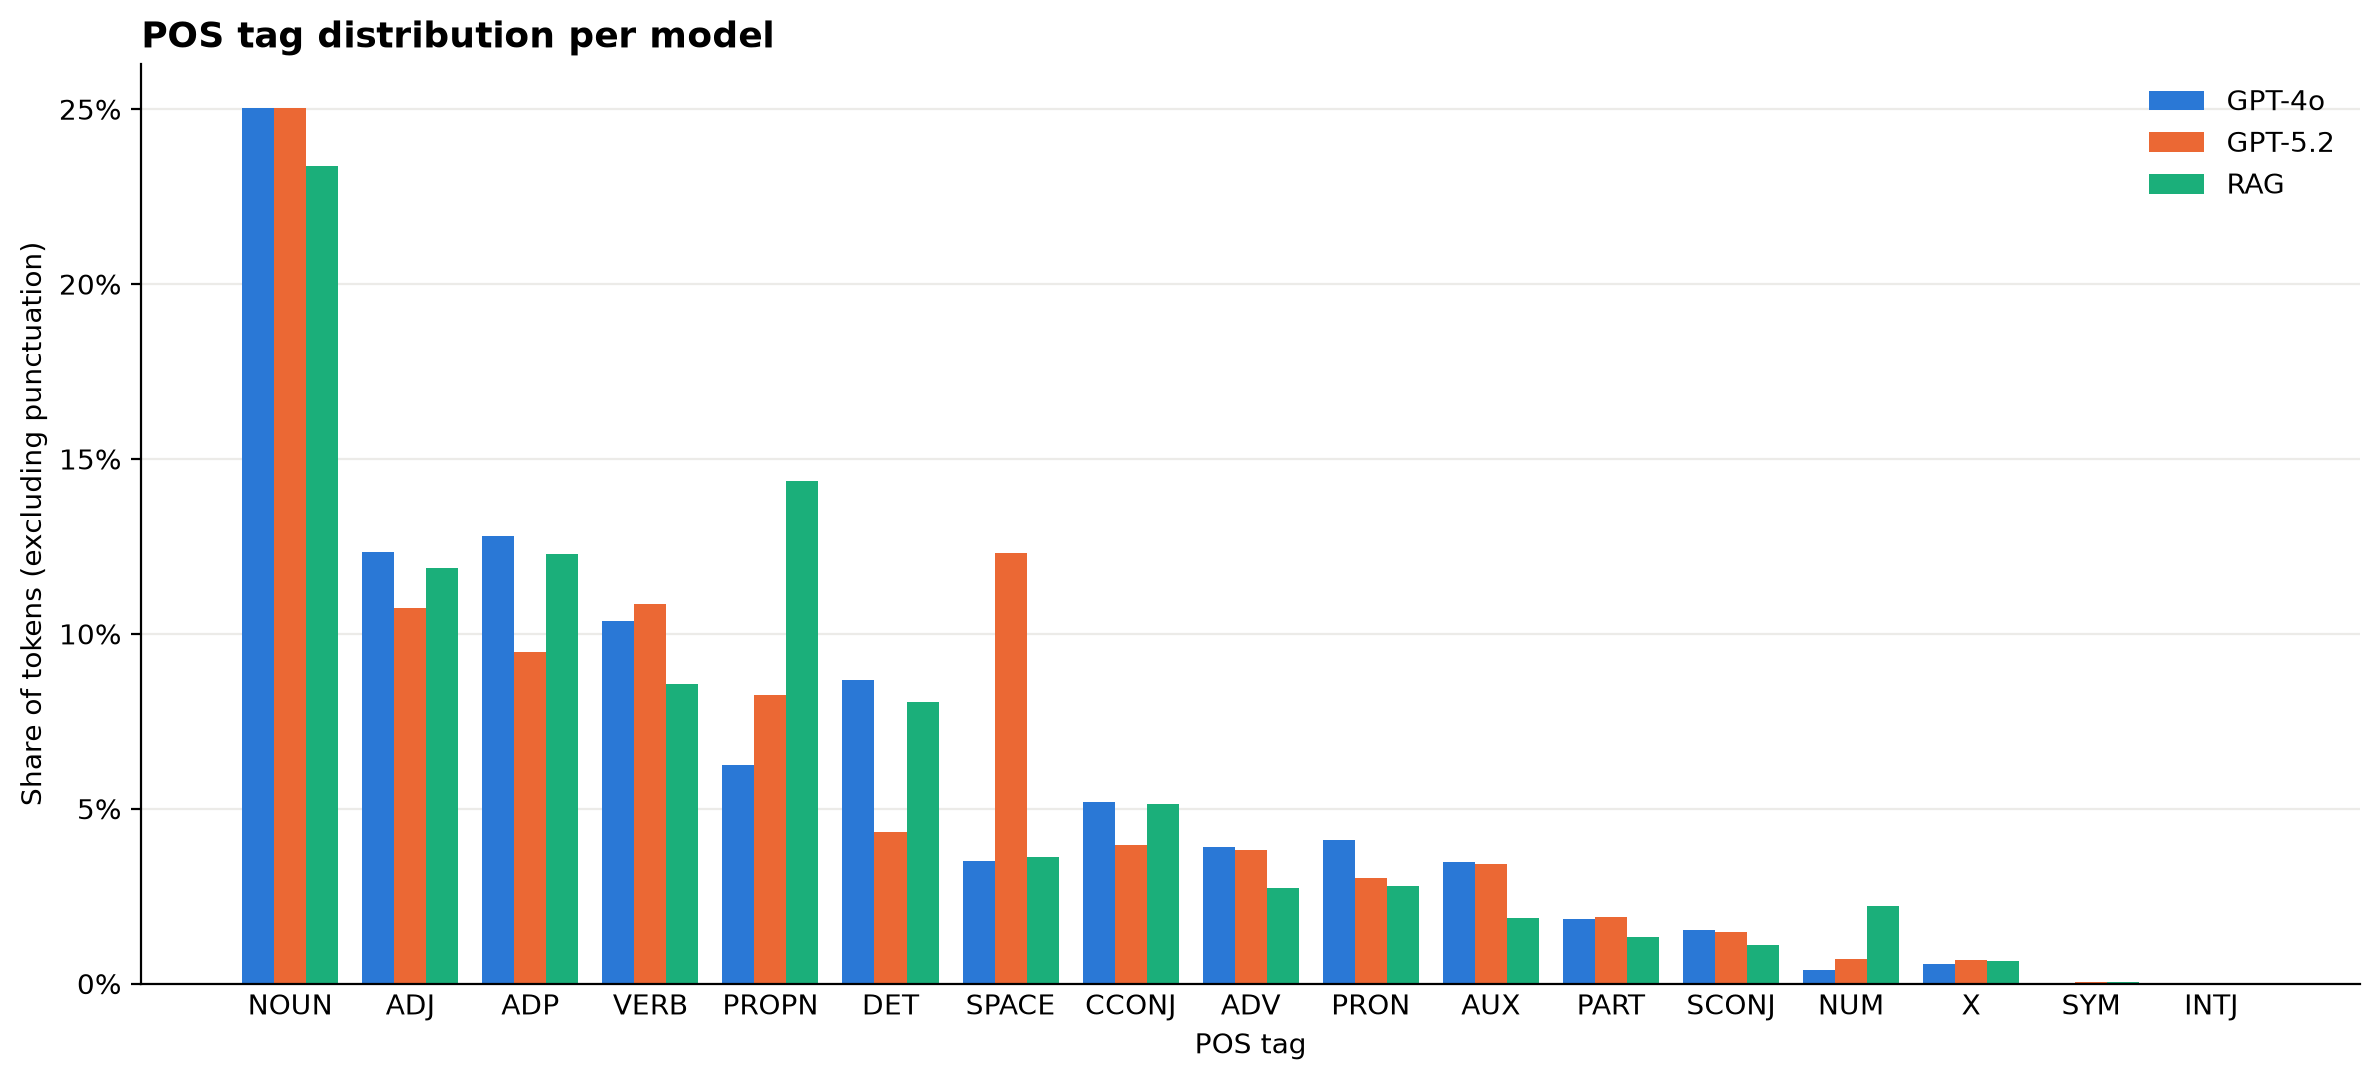 POS tag distribution per model
25%
20%
15%
10%
5%
0%
Share of tokens (excluding punctuation)
GPT-4o
GPT-5.2
RAG
NOUN ADJ ADP VERB PROPN DET SPACE CCONJ ADV PRON AUX PART SCONJ NUM X SYM INTJ
POS tag